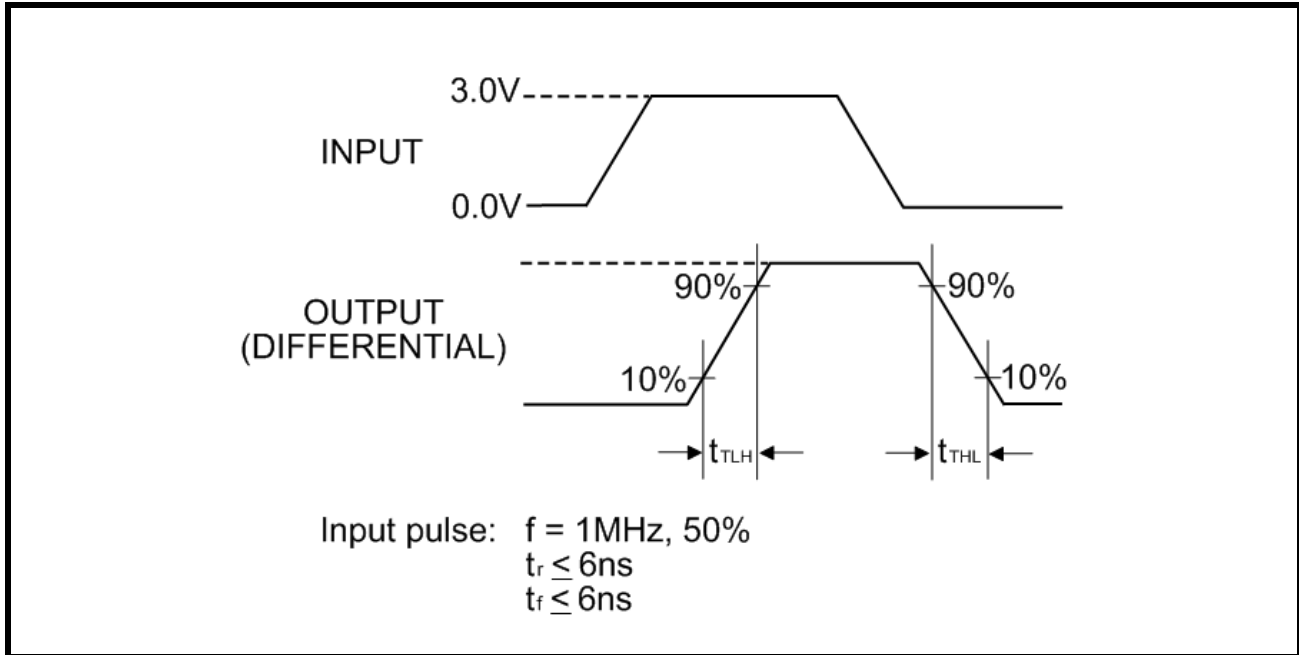 3.0V
INPUT
0.0V
90%
90%
OUTPUT
(DIFFERENTIAL)
10%
10%
tTLH
tTHL
Input pulse: f = 1MHz, 50%
tr ≤ 6ns
tf ≤ 6ns